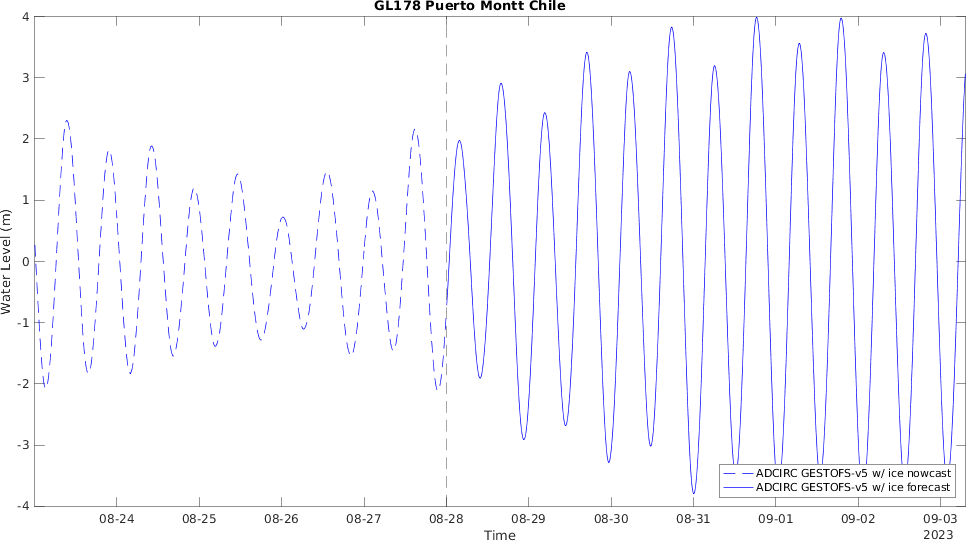 GL178 Puerto Montt Chile
4
3
2
1
0
-1
-2
-3
-4
Water Level (m)
ADCIRC GESTOFS-v5 w/ ice nowcast
ADCIRC GESTOFS-v5 w/ ice forecast
08-24 08-25 08-26 08-27 08-28 08-29 08-30 08-31 09-01 09-02 09-03
Time 2023